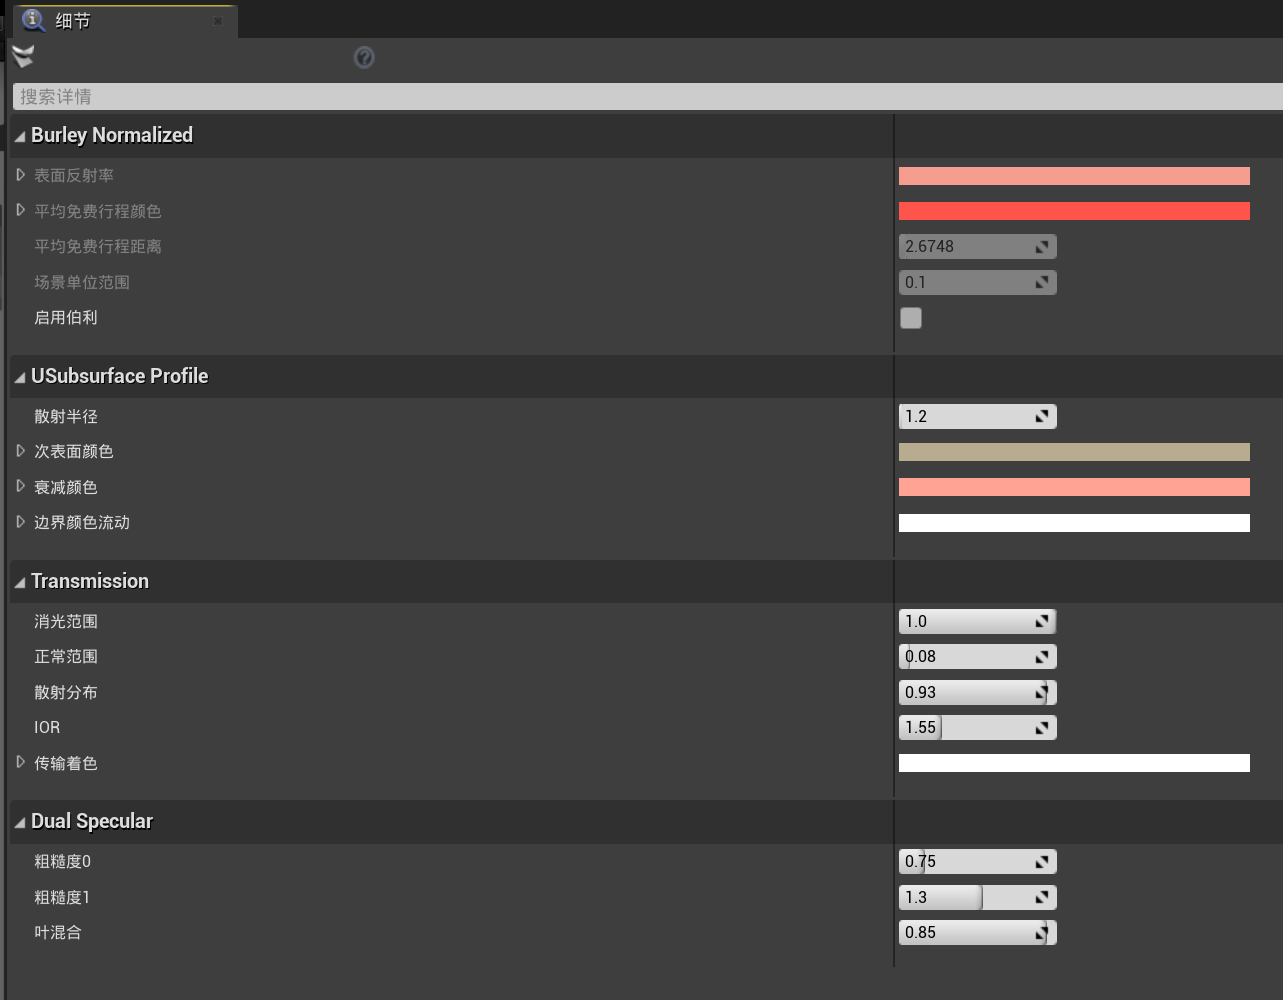 细节
搜索详情
Burley Normalized
表面反射率
平均免费行程颜色
平均免费行程距离 2.6748
场景单位范围 0.1
启用伯利
USubsurface Profile
散射半径 1.2
次表面颜色
衰减颜色
边界颜色流动
Transmission
消光范围 1.0
正常范围 0.08
散射分布 0.93
IOR 1.55
传输着色
Dual Specular
粗糙度0 0.75
粗糙度1 1.3
叶混合 0.85